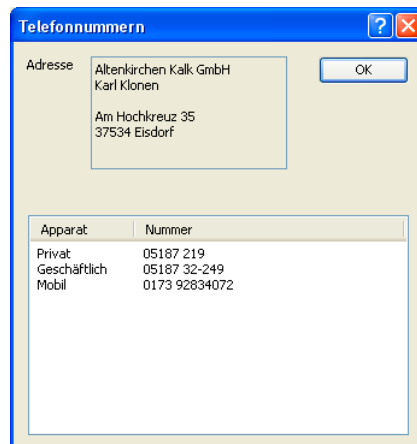 Telefonnummern
Adresse
Altenkirchen Kalk GmbH
Karl Klonen
Am Hochkreuz 35
37534 Eisdorf
OK
Apparat Nummer
Privat 05187 219
Geschäftlich 05187 32-249
Mobil 0173 92834072